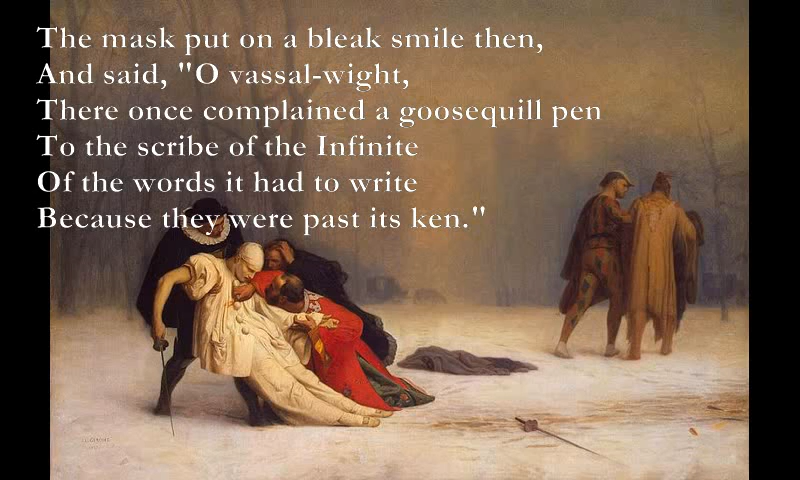 The mask put on a bleak smile then,
And said, "O vassal-wight,
There once complained a goosequill pen
To the scribe of the Infinite
Of the words it had to write
Because they were past its ken."